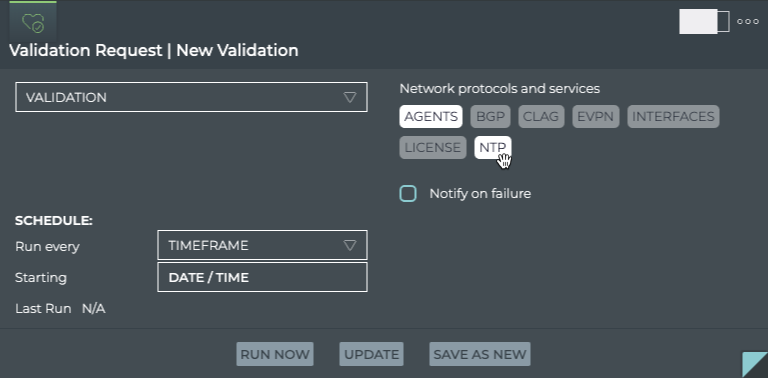 Validation Request | New Validation
VALIDATION
Network protocols and services
AGENTS BGP CLAG EVPN INTERFACES
LICENSE NTP
Notify on failure
SCHEDULE:
Run every TIMEFRAME
Starting DATE / TIME
Last Run N/A
RUN NOW UPDATE SAVE AS NEW